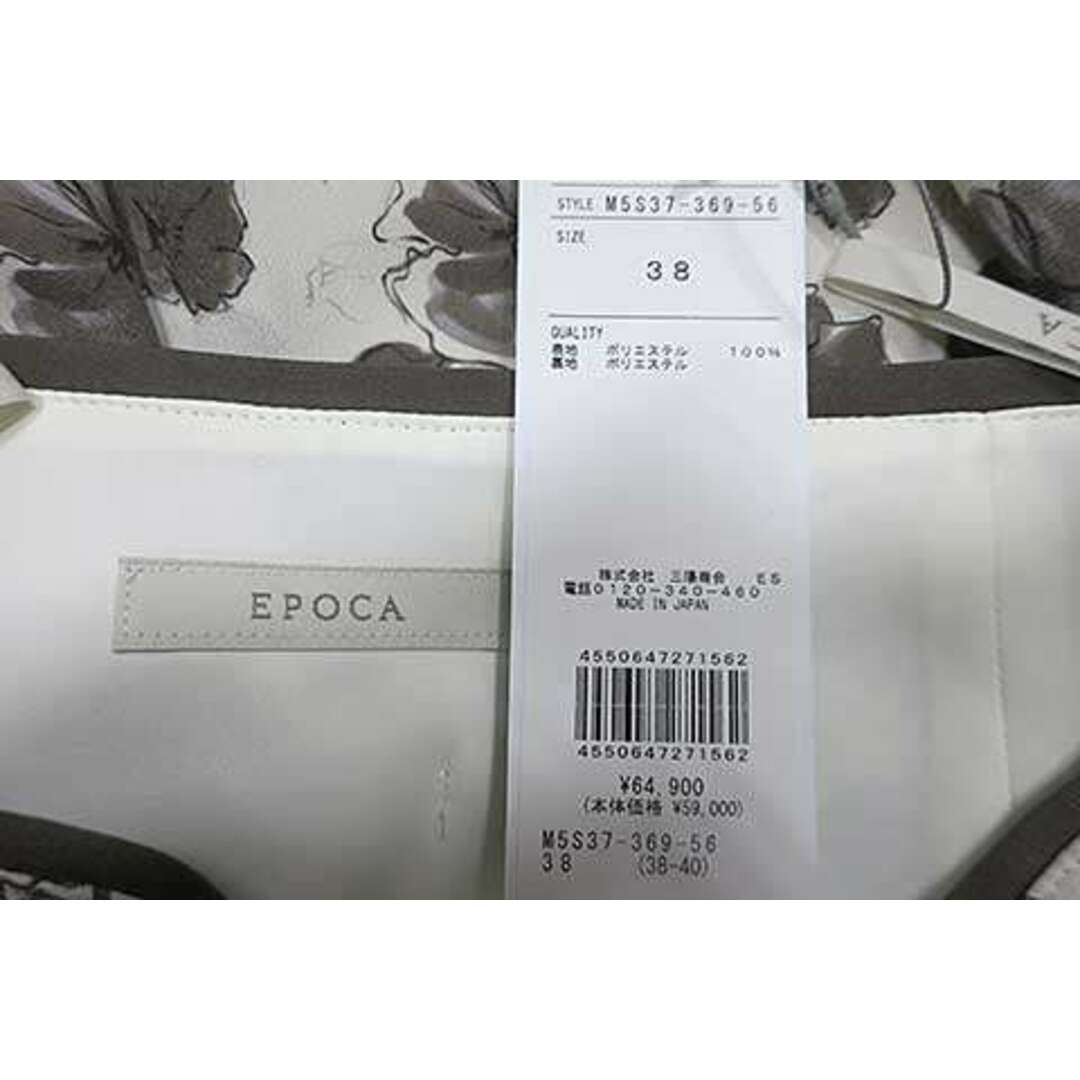 STYLE M5S37-369-56
SIZE
38
QUALITY
表地 ポリエステル 100%
裏地 ポリエステル
EPOCA
株式会社 三陽商会 ES
電話0120-340-460
MADE IN JAPAN
4550647271562
4550647271562
¥64,900
(本体価格 ¥59,000)
M5S37-369-56
38 (38-40)